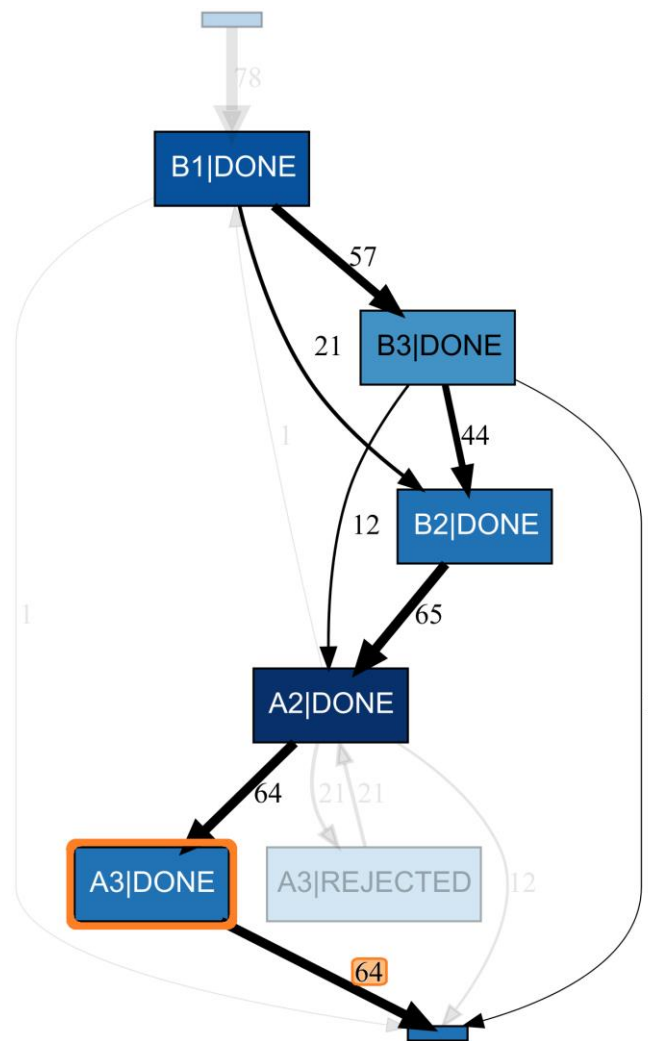 78
B1|DONE
57
B3|DONE
21
44
1
B2|DONE
12
1
65
A2|DONE
64
21
21
A3|DONE
A3|REJECTED
12
64